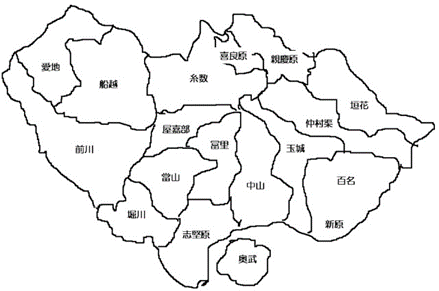 喜良原
親慶原
愛地
船越
糸数
垣花
仲村栗
屋嘉部
冨里
玉城
前川
當山
中山
百名
堀川
新原
志堅原
奥武